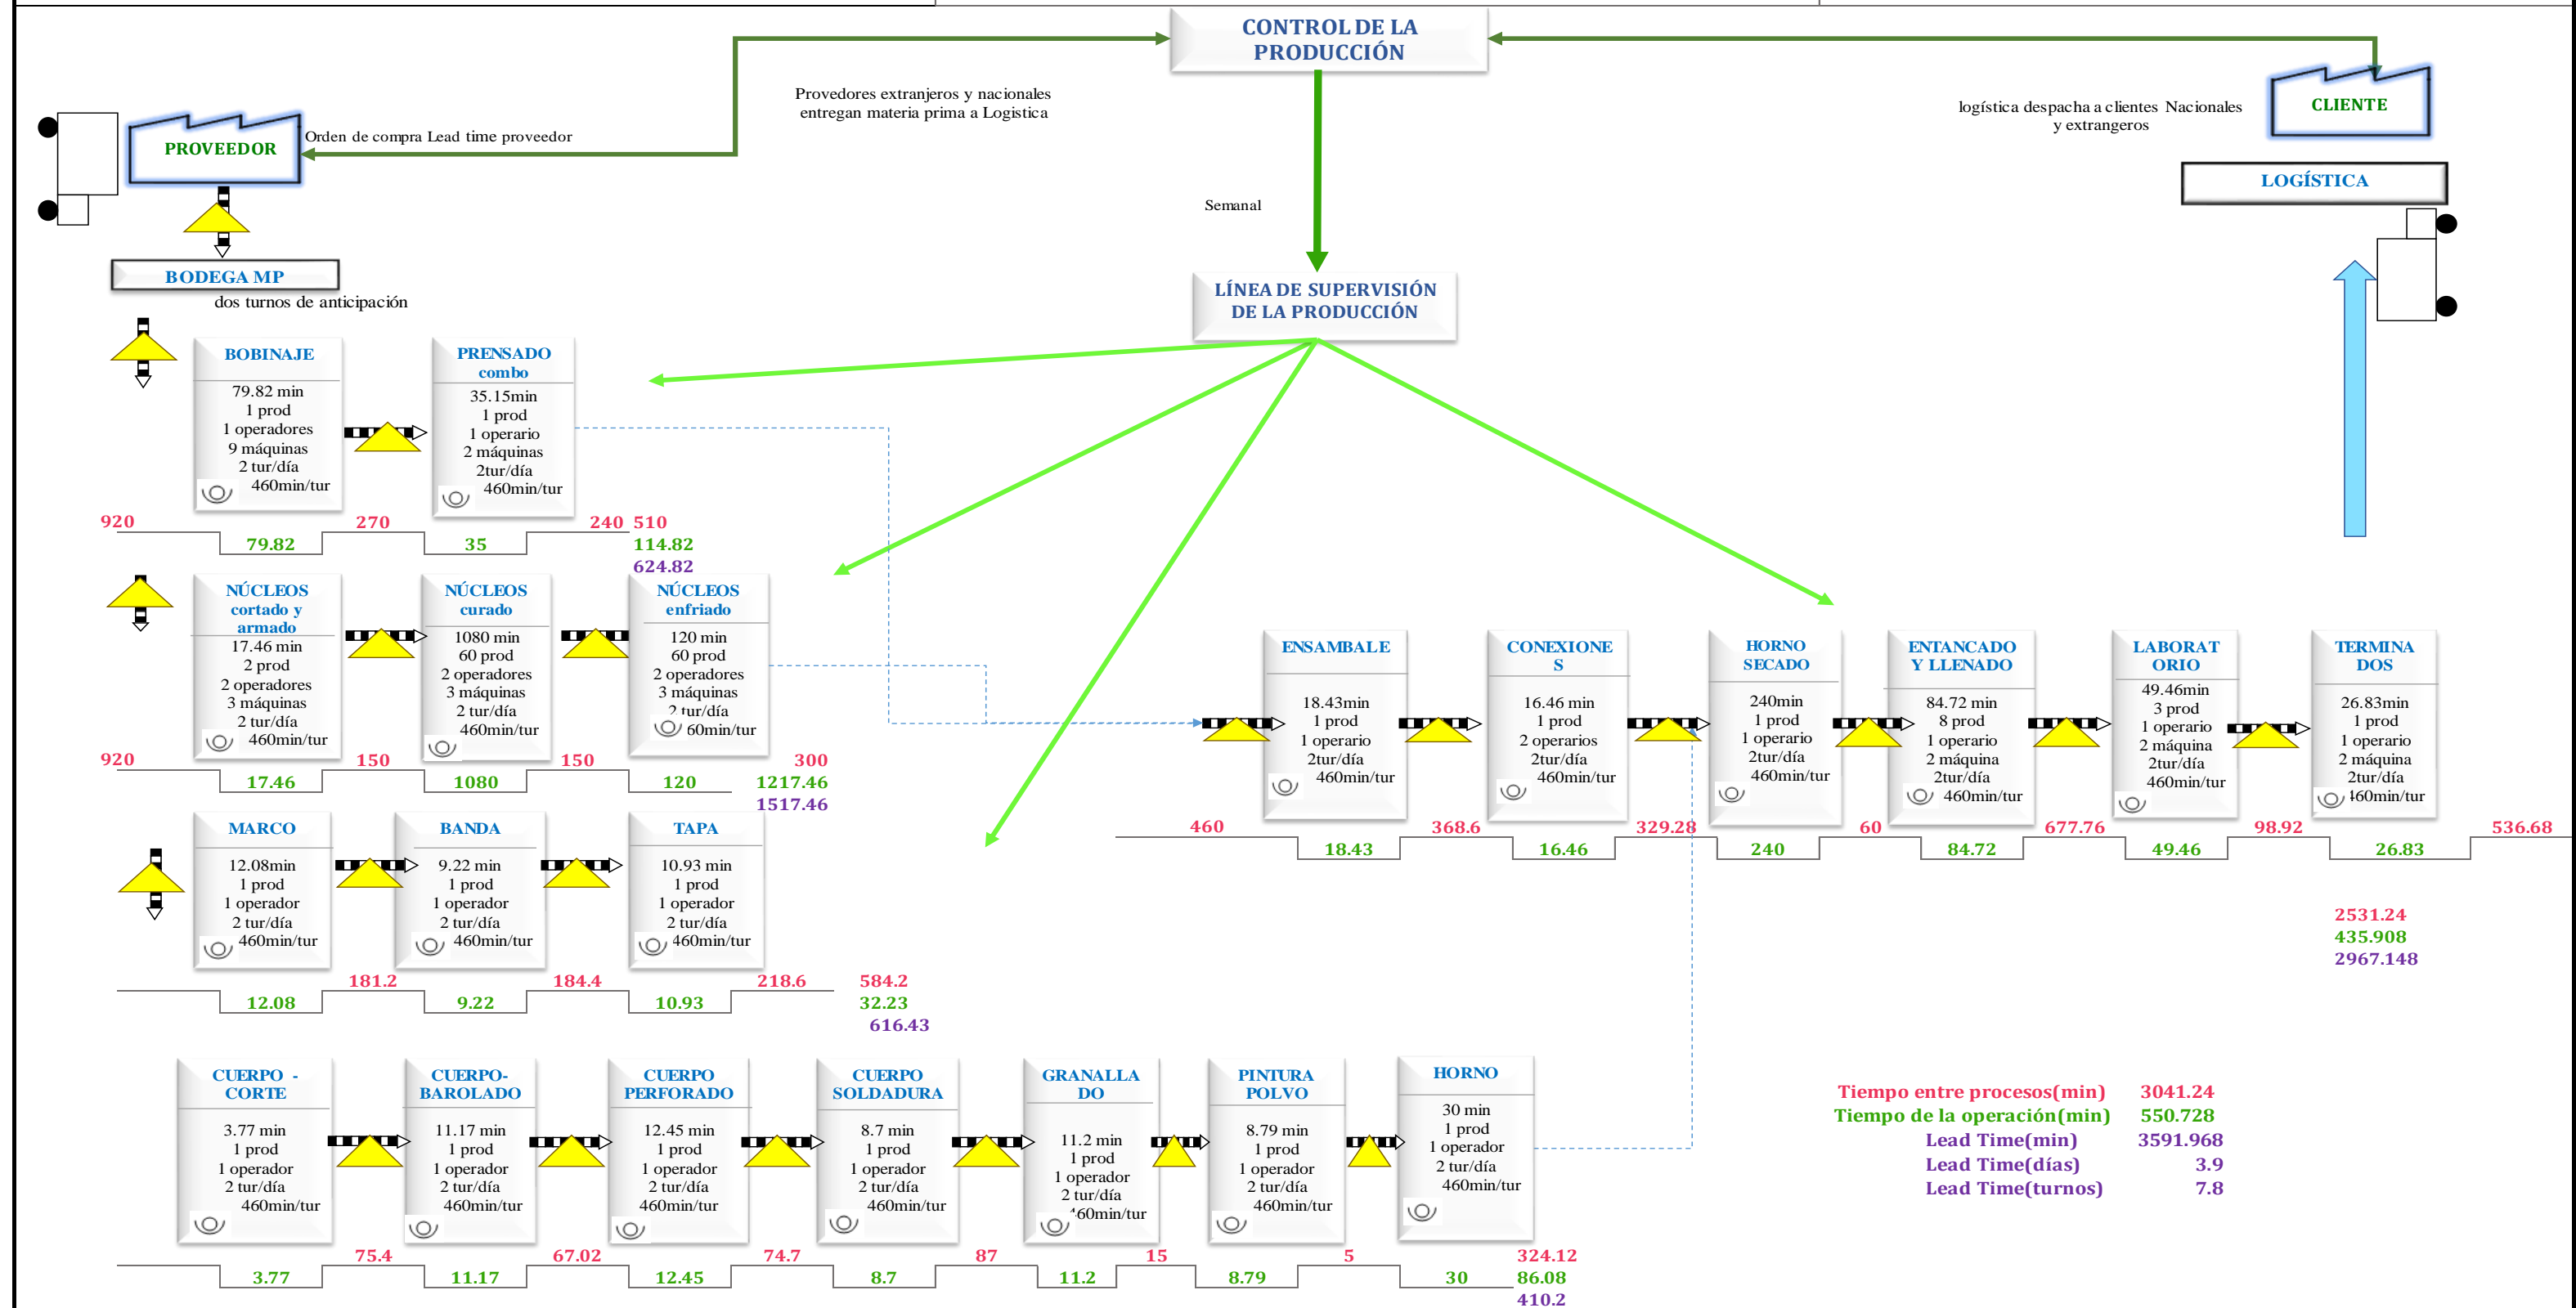 CONTROL DE LA
PRODUCCIÓN
Provedores extranjeros y nacionales
entregan materia prima a Logistica
logística despacha a clientes Nacionales
y extrangeros
CLIENTE
PROVEEDOR
Orden de compra Lead time proveedor
LOGÍSTICA
Semanal
BODEGA MP
dos turnos de anticipación
LÍNEA DE SUPERVISIÓN
DE LA PRODUCCIÓN
BOBINAJE
79.82 min
1 prod
1 operadores
9 máquinas
2 tur/día
460min/tur
PRENSADO
combo
35.15min
1 prod
1 operario
2 máquinas
2tur/día
460min/tur
920
270
240
510
79.82
35
114.82
624.82
NÚCLEOS
cortado y
armado
17.46 min
2 prod
2 operadores
3 máquinas
2 tur/día
460min/tur
NÚCLEOS
curado
1080 min
60 prod
2 operadores
3 máquinas
2 tur/día
460min/tur
NÚCLEOS
enfriado
120 min
60 prod
2 operadores
3 máquinas
2 tur/día
60min/tur
920
150
150
300
17.46
1080
120
1217.46
1517.46
ENSAMBALE
18.43min
1 prod
1 operario
2tur/día
460min/tur
CONEXIONE
S
16.46 min
1 prod
2 operarios
2tur/día
460min/tur
HORNO
SECADO
240min
1 prod
1 operario
2tur/día
460min/tur
ENTANCADO
Y LLENADO
84.72 min
8 prod
1 operario
2 máquina
2tur/día
460min/tur
LABORAT
ORIO
49.46min
3 prod
1 operario
2 máquina
2tur/día
460min/tur
TERMINA
DOS
26.83min
1 prod
1 operario
2 máquina
2tur/día
460min/tur
460
368.6
329.28
60
677.76
98.92
536.68
18.43
16.46
240
84.72
49.46
26.83
2531.24
435.908
2967.148
MARCO
12.08min
1 prod
1 operador
2 tur/día
460min/tur
BANDA
9.22 min
1 prod
1 operador
2 tur/día
460min/tur
TAPA
10.93 min
1 prod
1 operador
2 tur/día
460min/tur
181.2
184.4
218.6
584.2
12.08
9.22
10.93
32.23
616.43
CUERPO -
CORTE
3.77 min
1 prod
1 operador
2 tur/día
460min/tur
CUERPO-
BAROLADO
11.17 min
1 prod
1 operador
2 tur/día
460min/tur
CUERPO
PERFORADO
12.45 min
1 prod
1 operador
2 tur/día
460min/tur
CUERPO
SOLDADURA
8.7 min
1 prod
1 operador
2 tur/día
460min/tur
GRANALLA
DO
11.2 min
1 prod
1 operador
2 tur/día
460min/tur
PINTURA
POLVO
8.79 min
1 prod
1 operador
2 tur/día
460min/tur
HORNO
30 min
1 prod
1 operador
2 tur/día
460min/tur
75.4
67.02
74.7
87
15
5
324.12
3.77
11.17
12.45
8.7
11.2
8.79
30
86.08
410.2
Tiempo entre procesos(min) 3041.24
Tiempo de la operación(min) 550.728
Lead Time(min) 3591.968
Lead Time(días) 3.9
Lead Time(turnos) 7.8